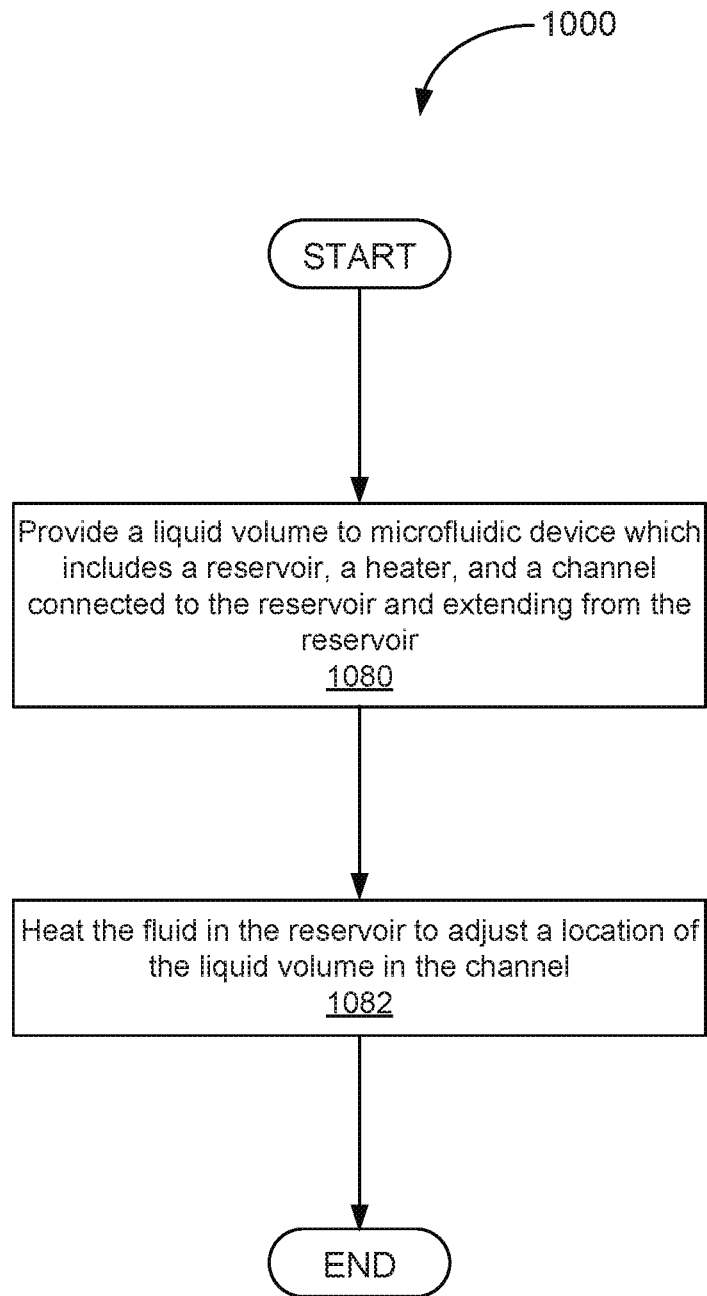 1000
START
Provide a liquid volume to microfluidic device which
includes a reservoir, a heater, and a channel
connected to the reservoir and extending from the
reservoir
1080
Heat the fluid in the reservoir to adjust a location of
the liquid volume in the channel
1082
END